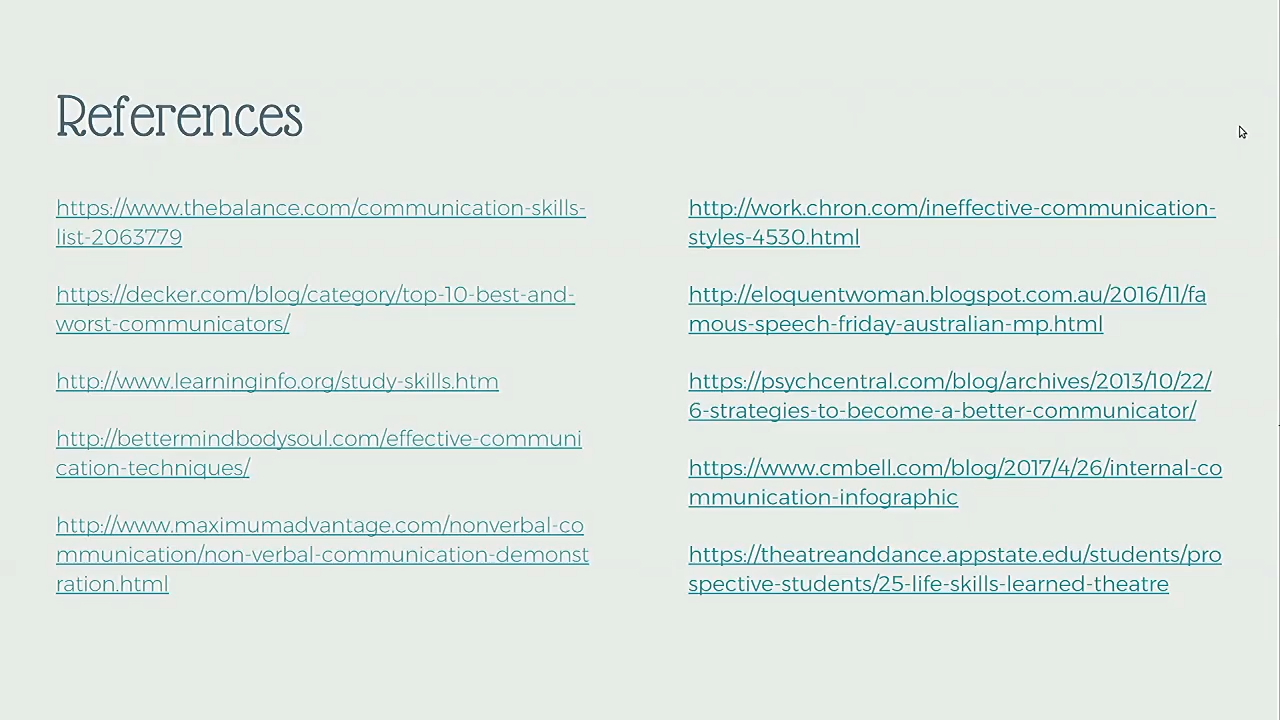 References
https://www.thebalance.com/communication-skills-
list-2063779
https://decker.com/blog/category/top-10-best-and-
worst-communicators/
http://www.learninginfo.org/study-skills.htm
http://bettermindbodysoul.com/effective-communi
cation-techniques/
http://www.maximumadvantage.com/nonverbal-co
mmunication/non-verbal-communication-demonst
ration.html
http://work.chron.com/ineffective-communication-
styles-4530.html
http://eloquentwoman.blogspot.com.au/2016/11/fa
mous-speech-friday-australian-mp.html
https://psychcentral.com/blog/archives/2013/10/22/
6-strategies-to-become-a-better-communicator/
https://www.cmbell.com/blog/2017/4/26/internal-co
mmunication-infographic
https://theatreanddance.appstate.edu/students/pro
spective-students/25-life-skills-learned-theatre